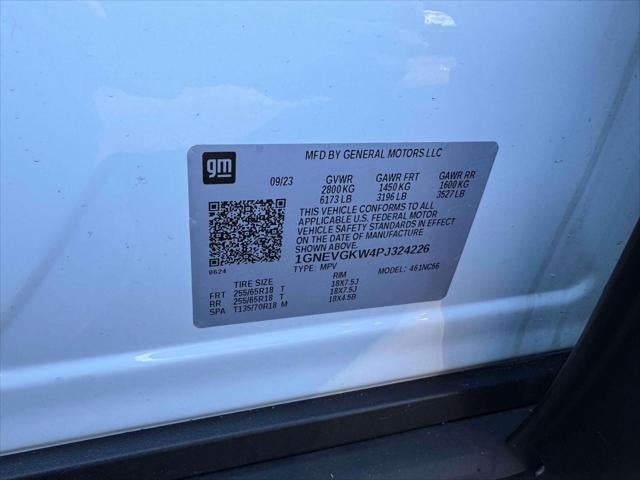 gm
MFD BY GENERAL MOTORS LLC
09/23 GVWR GAWR FRT GAWR RR
2800 KG 1450 KG 1600 KG
6173 LB 3196 LB 3527 LB
THIS VEHICLE CONFORMS TO ALL
APPLICABLE U.S. FEDERAL MOTOR
VEHICLE SAFETY STANDARDS IN EFFECT
ON THE DATE OF MANUFACTURE
SHOWN ABOVE.
1GNEVGKW4PJ324226
9624
TYPE: MPV MODEL: 461NC56
TIRE SIZE RIM
FRT 255/65R18 T 18X7.5J
RR 255/65R18 T 18X7.5J
SPA T135/70R18 M 18X4.5B